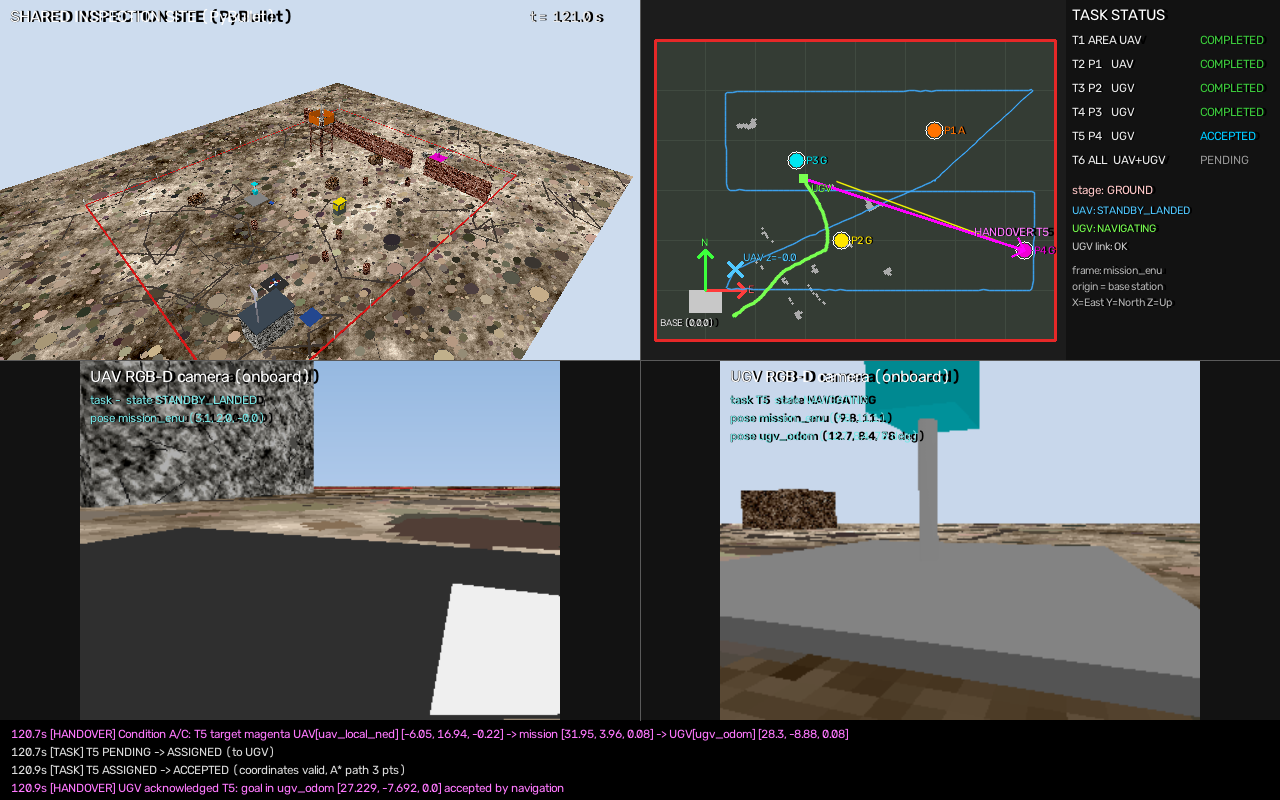 SHARED INSPECTION SITE (PyBullet)
t = 121.0 s
P1 A
P3 G
UGV
HANDOVER T5
P2 G
N
UAV z=-0.0
E
BASE (0,0,0)
TASK STATUS
T1 AREA UAV COMPLETED
T2 P1 UAV COMPLETED
T3 P2 UGV COMPLETED
T4 P3 UGV COMPLETED
T5 P4 UGV ACCEPTED
T6 ALL UAV+UGV PENDING
stage: GROUND
UAV: STANDBY_LANDED
UGV: NAVIGATING
UGV link: OK
frame: mission_enu
origin = base station
X=East Y=North Z=Up
UAV RGB-D camera (onboard)
task - state STANDBY_LANDED
pose mission_enu (3.1, 2.0, -0.0)
UGV RGB-D camera (onboard)
task T5 state NAVIGATING
pose mission_enu (9.8, 11.1)
pose ugv_odom (12.7, 8.4, 78 deg)
120.7s [HANDOVER] Condition A/C: T5 target magenta UAV[uav_local_ned] [-6.05, 16.94, -0.22] -> mission [31.95, 3.96, 0.08] -> UGV[ugv_odom] [28.3, -8.88, 0.08]
120.7s [TASK] T5 PENDING -> ASSIGNED (to UGV)
120.9s [TASK] T5 ASSIGNED -> ACCEPTED (coordinates valid, A* path 3 pts)
120.9s [HANDOVER] UGV acknowledged T5: goal in ugv_odom [27.229, -7.692, 0.0] accepted by navigation